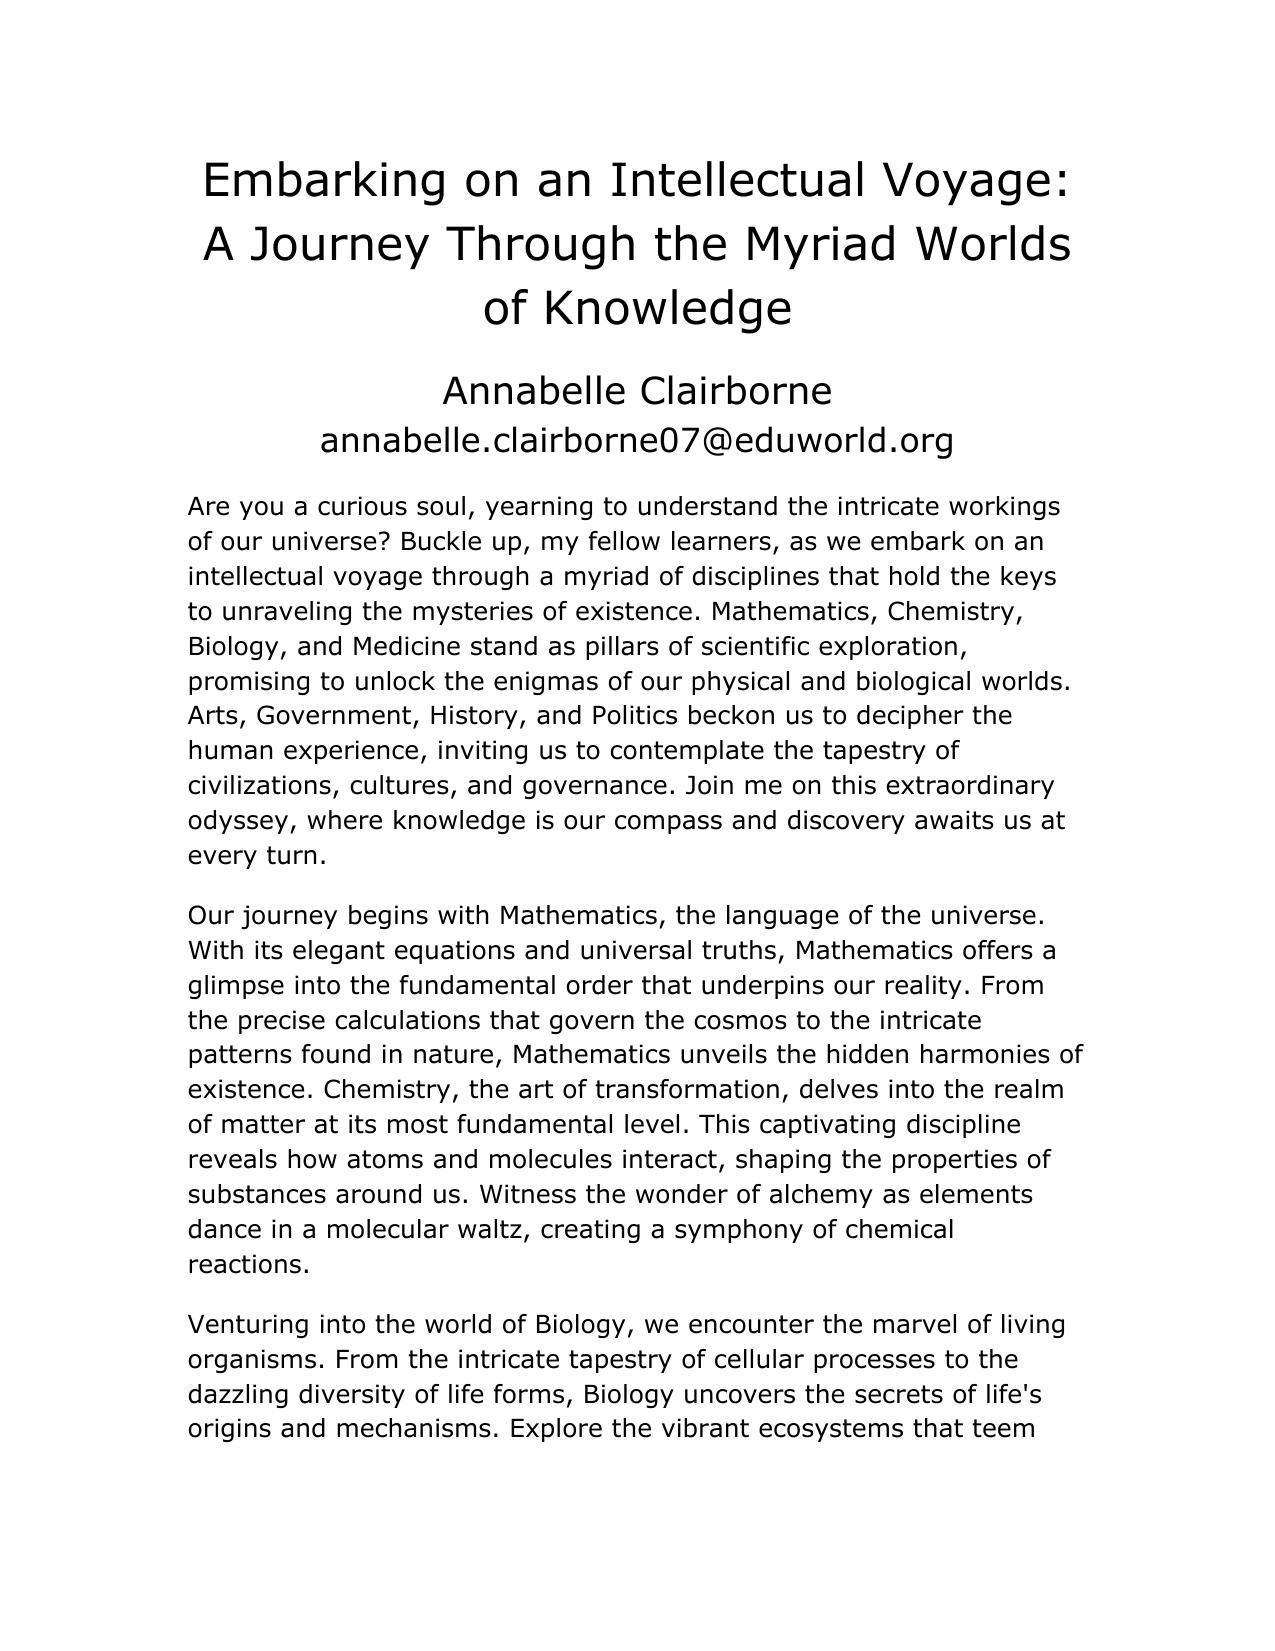 Embarking on an Intellectual Voyage:
A Journey Through the Myriad Worlds
of Knowledge
Annabelle Clairborne
annabelle.clairborne07@eduworld.org
Are you a curious soul, yearning to understand the intricate workings
of our universe? Buckle up, my fellow learners, as we embark on an
intellectual voyage through a myriad of disciplines that hold the keys
to unraveling the mysteries of existence. Mathematics, Chemistry,
Biology, and Medicine stand as pillars of scientific exploration,
promising to unlock the enigmas of our physical and biological worlds.
Arts, Government, History, and Politics beckon us to decipher the
human experience, inviting us to contemplate the tapestry of
civilizations, cultures, and governance. Join me on this extraordinary
odyssey, where knowledge is our compass and discovery awaits us at
every turn.
Our journey begins with Mathematics, the language of the universe.
With its elegant equations and universal truths, Mathematics offers a
glimpse into the fundamental order that underpins our reality. From
the precise calculations that govern the cosmos to the intricate
patterns found in nature, Mathematics unveils the hidden harmonies of
existence. Chemistry, the art of transformation, delves into the realm
of matter at its most fundamental level. This captivating discipline
reveals how atoms and molecules interact, shaping the properties of
substances around us. Witness the wonder of alchemy as elements
dance in a molecular waltz, creating a symphony of chemical
reactions.
Venturing into the world of Biology, we encounter the marvel of living
organisms. From the intricate tapestry of cellular processes to the
dazzling diversity of life forms, Biology uncovers the secrets of life's
origins and mechanisms. Explore the vibrant ecosystems that teem